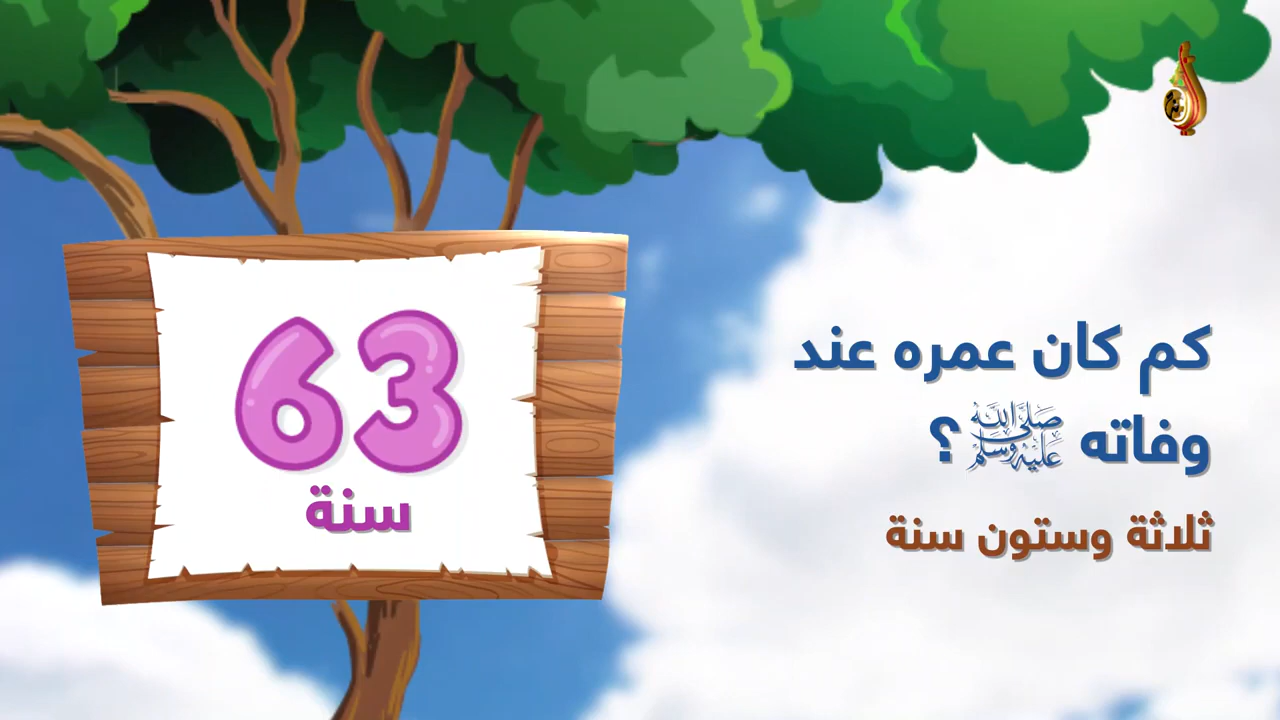 كم كان عمره عند
وفاته ﷺ؟
ثلاثة وستون سنة
63
سنة